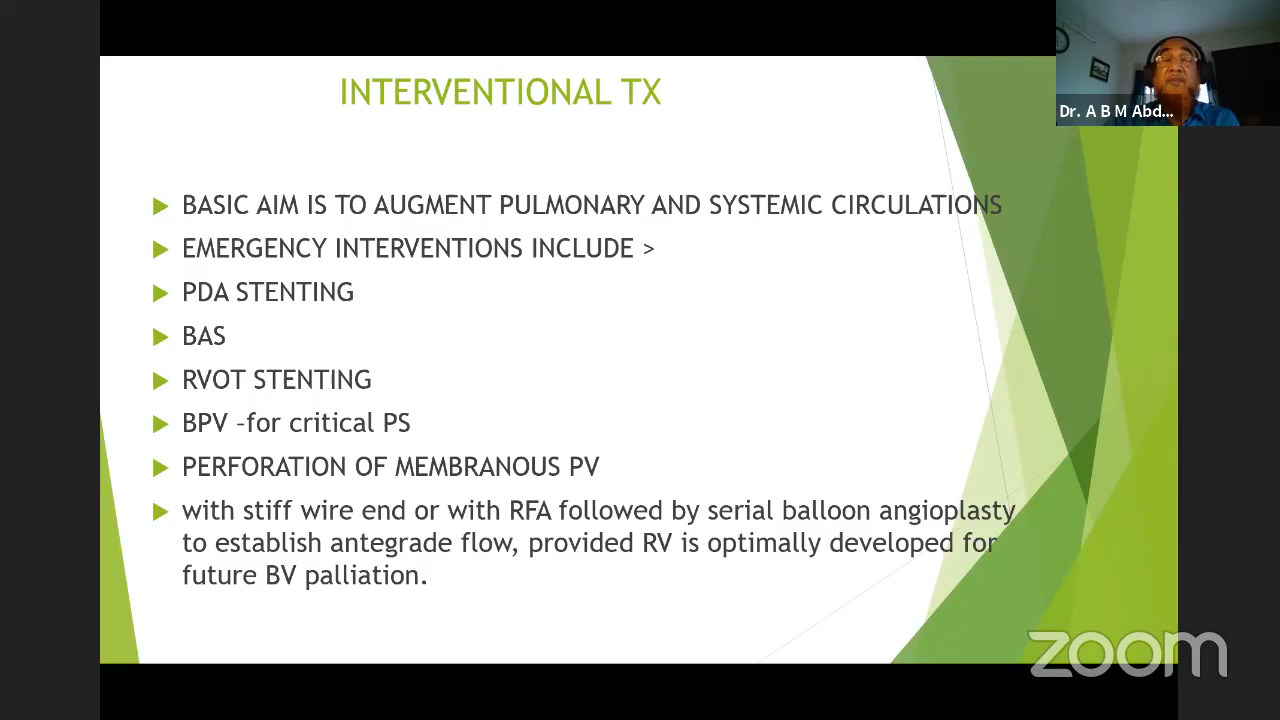 INTERVENTIONAL TX
Dr. A B M Abd...
BASIC AIM IS TO AUGMENT PULMONARY AND SYSTEMIC CIRCULATIONS
EMERGENCY INTERVENTIONS INCLUDE >
PDA STENTING
BAS
RVOT STENTING
BPV –for critical PS
PERFORATION OF MEMBRANOUS PV
with stiff wire end or with RFA followed by serial balloon angioplasty
to establish antegrade flow, provided RV is optimally developed for
future BV palliation.
zoom